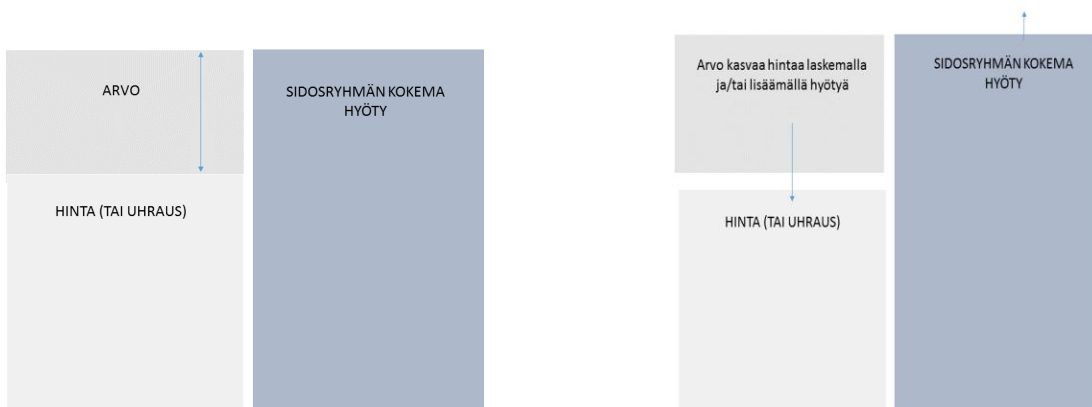 ARVO
SIDOSRYHMÄN KOKEMA
HYÖTY
HINTA (TAI UHRAUS)
Arvo kasvaa hintaa laskemalla
ja/tai lisäämällä hyötyä
SIDOSRYHMÄN KOKEMA
HYÖTY
HINTA (TAI UHRAUS)